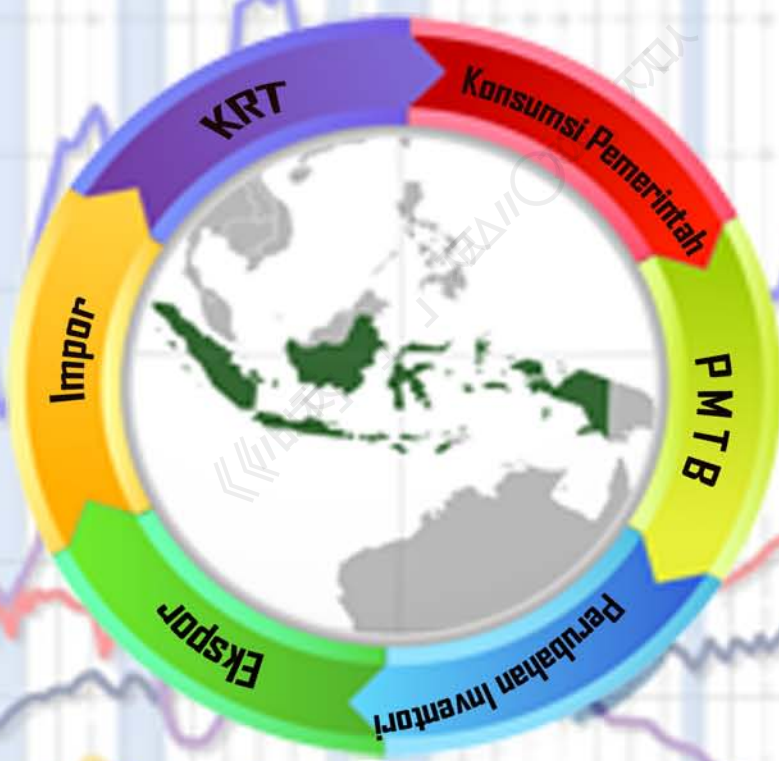 KRT
Konsumsi Pemerintah
PMTB
Perubahan Inventori
Ekspor
Impor